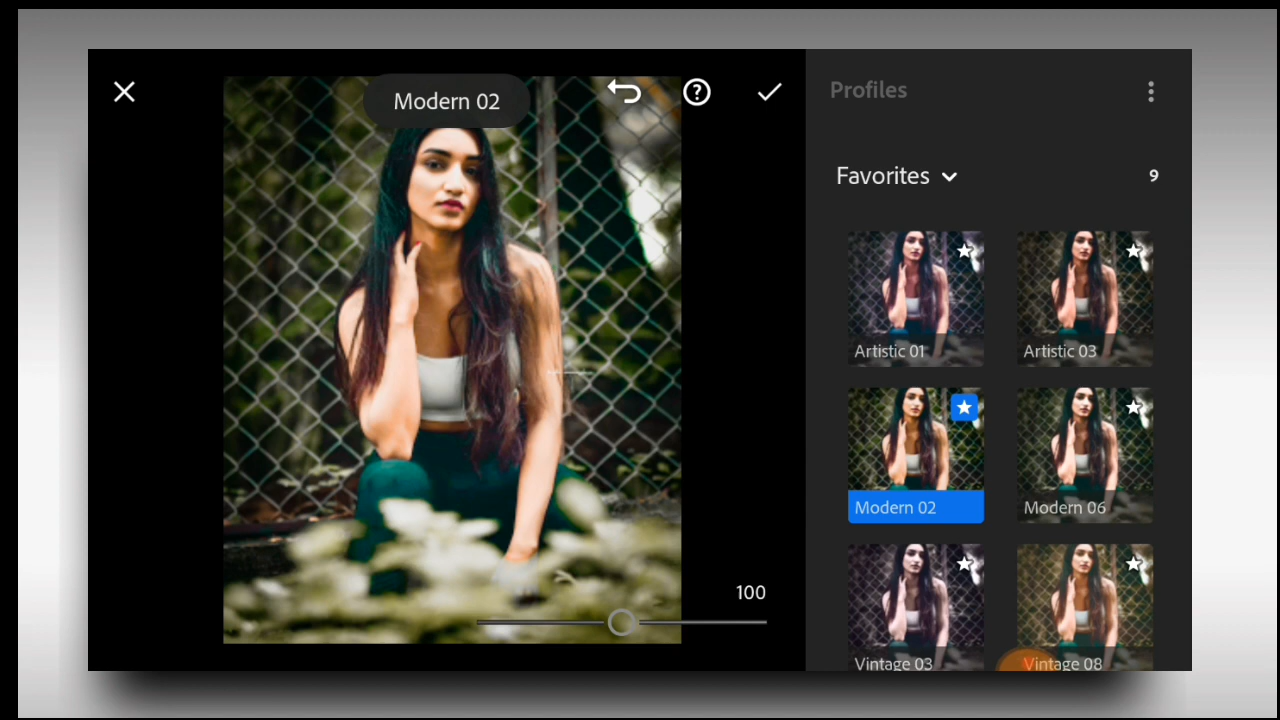 Modern 02
Profiles
Favorites
9
Artistic 01
Artistic 03
Modern 02
Modern 06
100
Vintage 03
Vintage 08